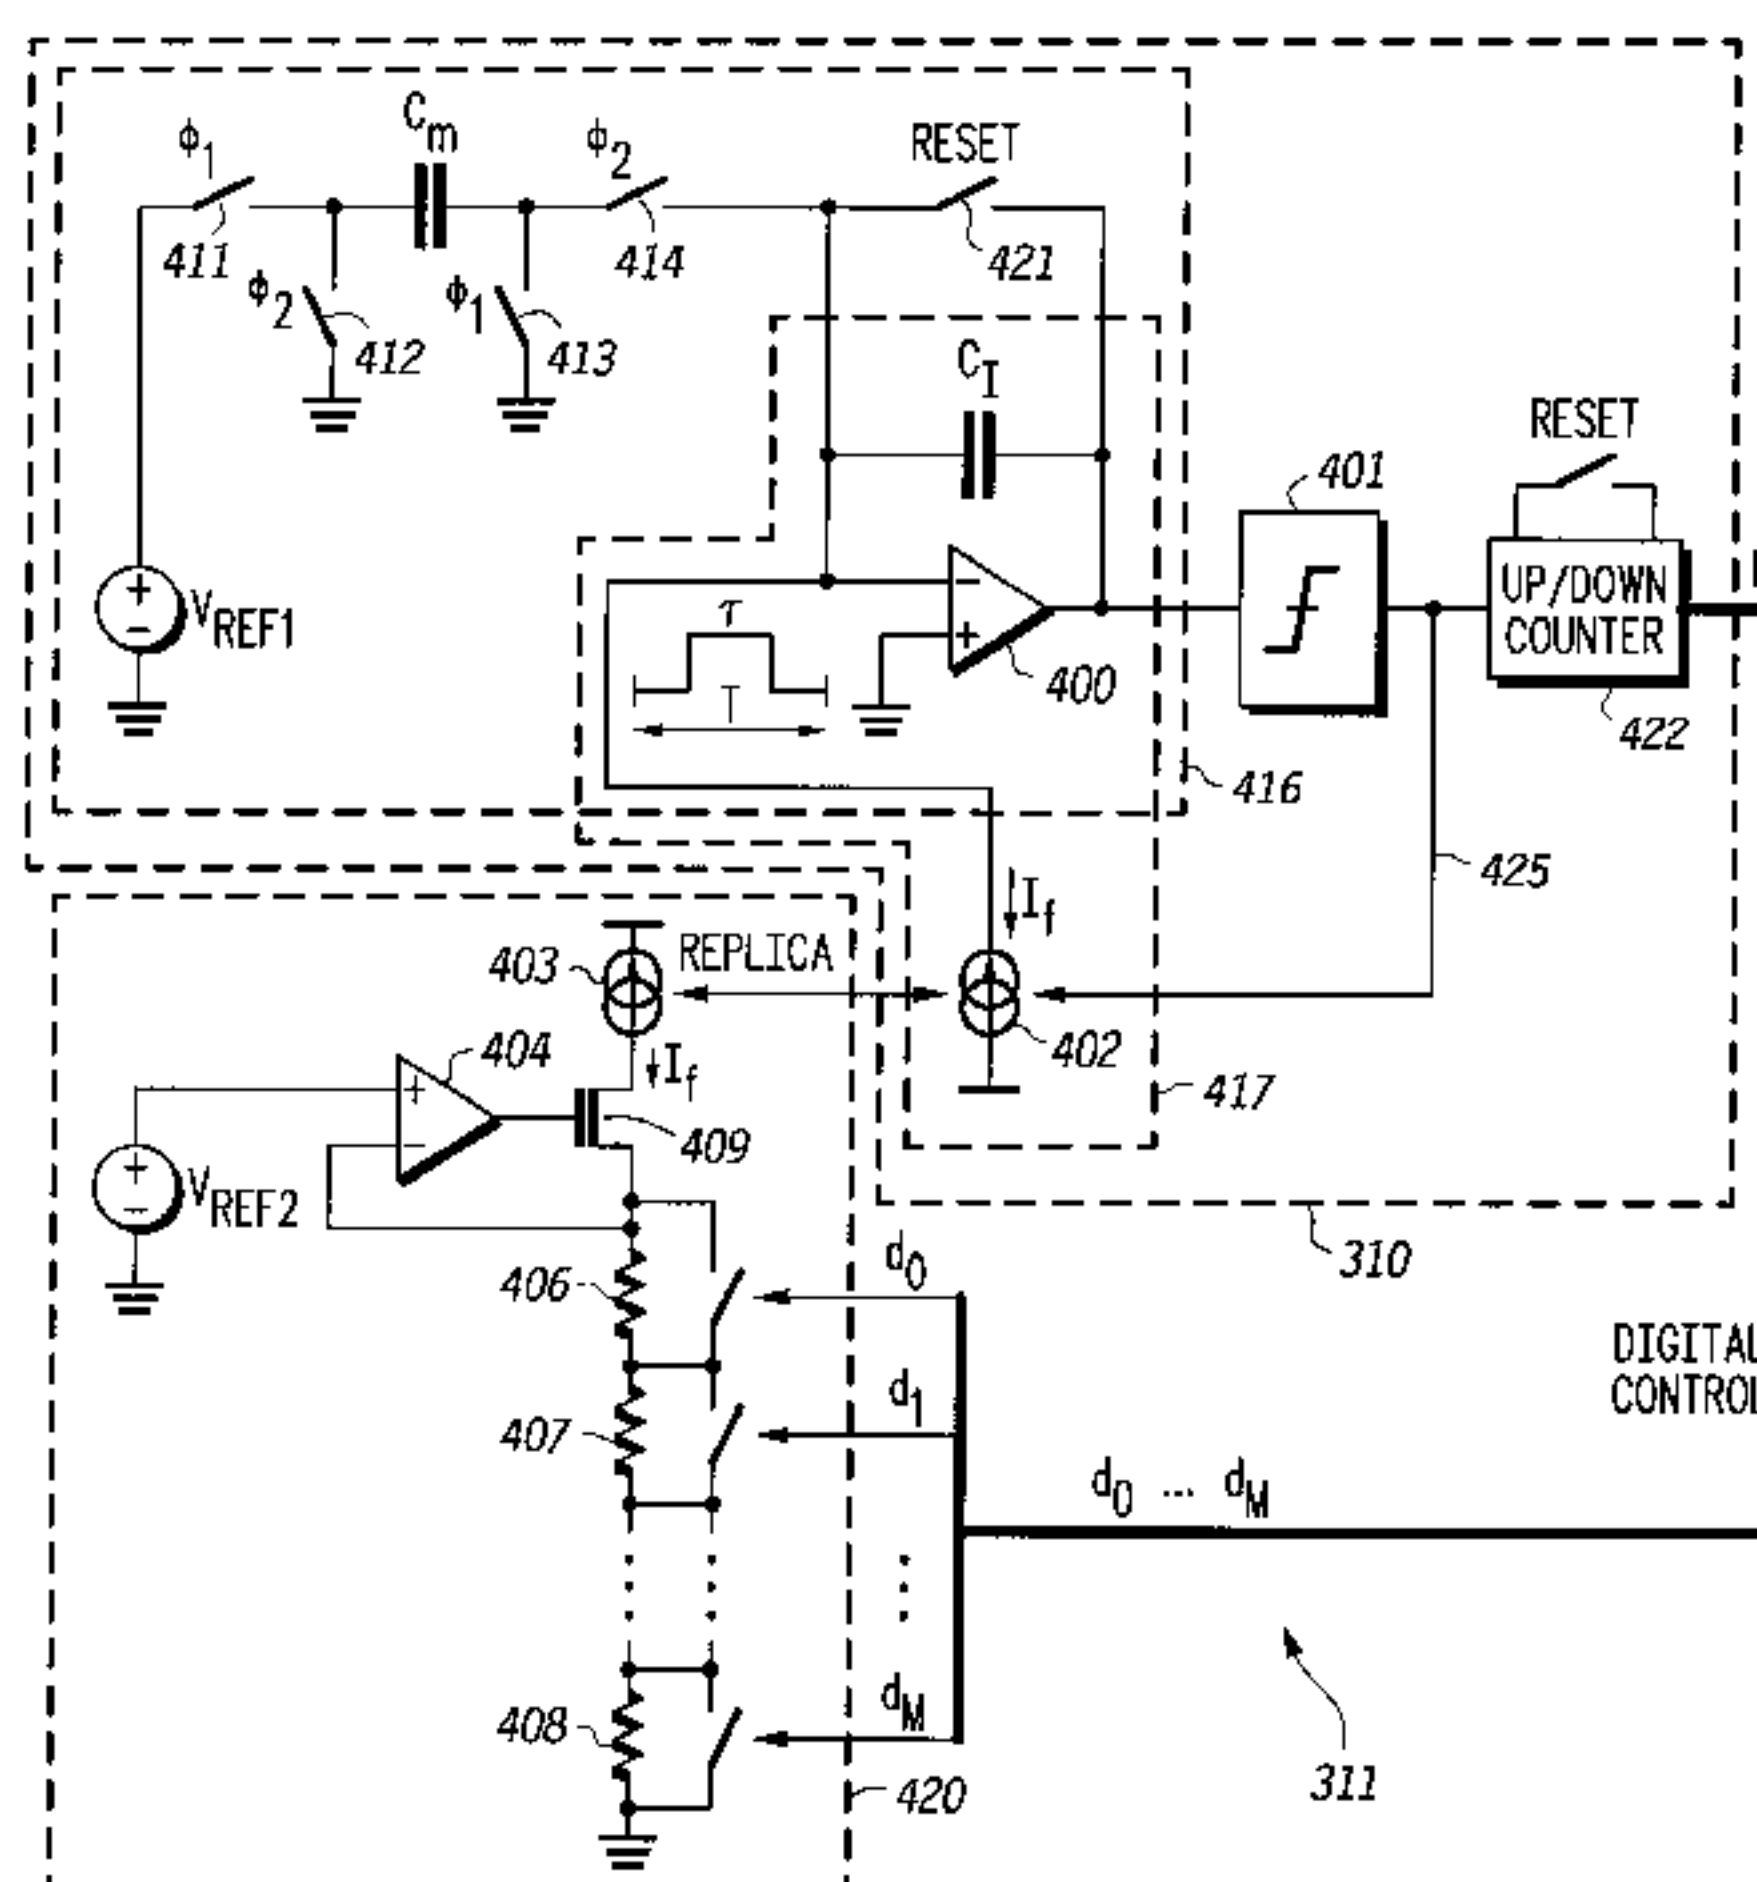 ϕ1
Cm
ϕ2
RESET
411
414
421
ϕ2
ϕ1
412
413
CI
RESET
401
VREF1
τ
T
400
UP/DOWN
COUNTER
422
416
425
If
403
REPLICA
404
If
402
417
409
VREF2
310
d0
406
d1
407
DIGITAL
CONTROL
d0 ... dM
dM
408
420
311